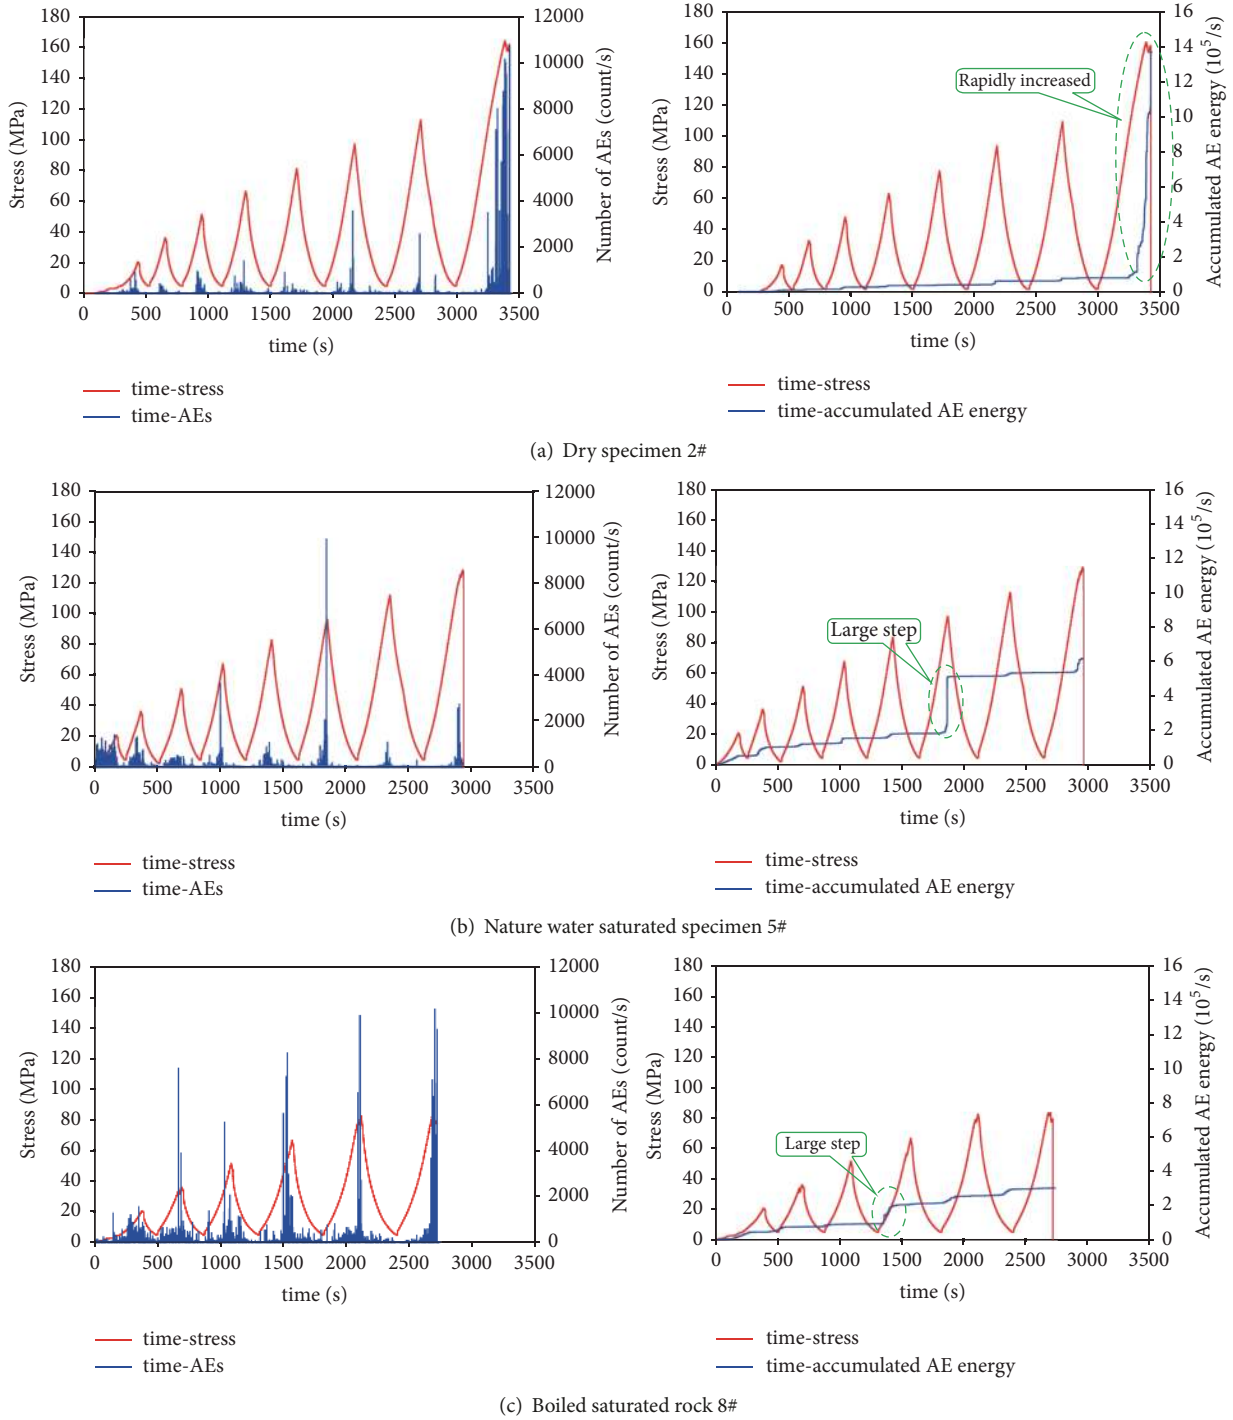 180
160
140
120
100
80
60
40
20
0
Stress (MPa)
12000
10000
8000
6000
4000
2000
0
Number of AEs (count/s)
0 500 1000 1500 2000 2500 3000 3500
time (s)
time-stress
time-AEs
180
160
140
120
100
80
60
40
20
0
Stress (MPa)
Rapidly increased
16
14
12
10
8
6
4
2
0
Accumulated AE energy (10⁵/s)
0 500 1000 1500 2000 2500 3000 3500
time (s)
time-stress
time-accumulated AE energy
(a) Dry specimen 2#
180
160
140
120
100
80
60
40
20
0
Stress (MPa)
12000
10000
8000
6000
4000
2000
0
Number of AEs (count/s)
0 500 1000 1500 2000 2500 3000 3500
time (s)
time-stress
time-AEs
180
160
140
120
100
80
60
40
20
0
Stress (MPa)
Large step
16
14
12
10
8
6
4
2
0
Accumulated AE energy (10⁵/s)
0 500 1000 1500 2000 2500 3000 3500
time (s)
time-stress
time-accumulated AE energy
(b) Nature water saturated specimen 5#
180
160
140
120
100
80
60
40
20
0
Stress (MPa)
12000
10000
8000
6000
4000
2000
0
Number of AEs (count/s)
0 500 1000 1500 2000 2500 3000 3500
time (s)
time-stress
time-AEs
180
160
140
120
100
80
60
40
20
0
Stress (MPa)
Large step
16
14
12
10
8
6
4
2
0
Accumulated AE energy (10⁵/s)
0 500 1000 1500 2000 2500 3000 3500
time (s)
time-stress
time-accumulated AE energy
(c) Boiled saturated rock 8#